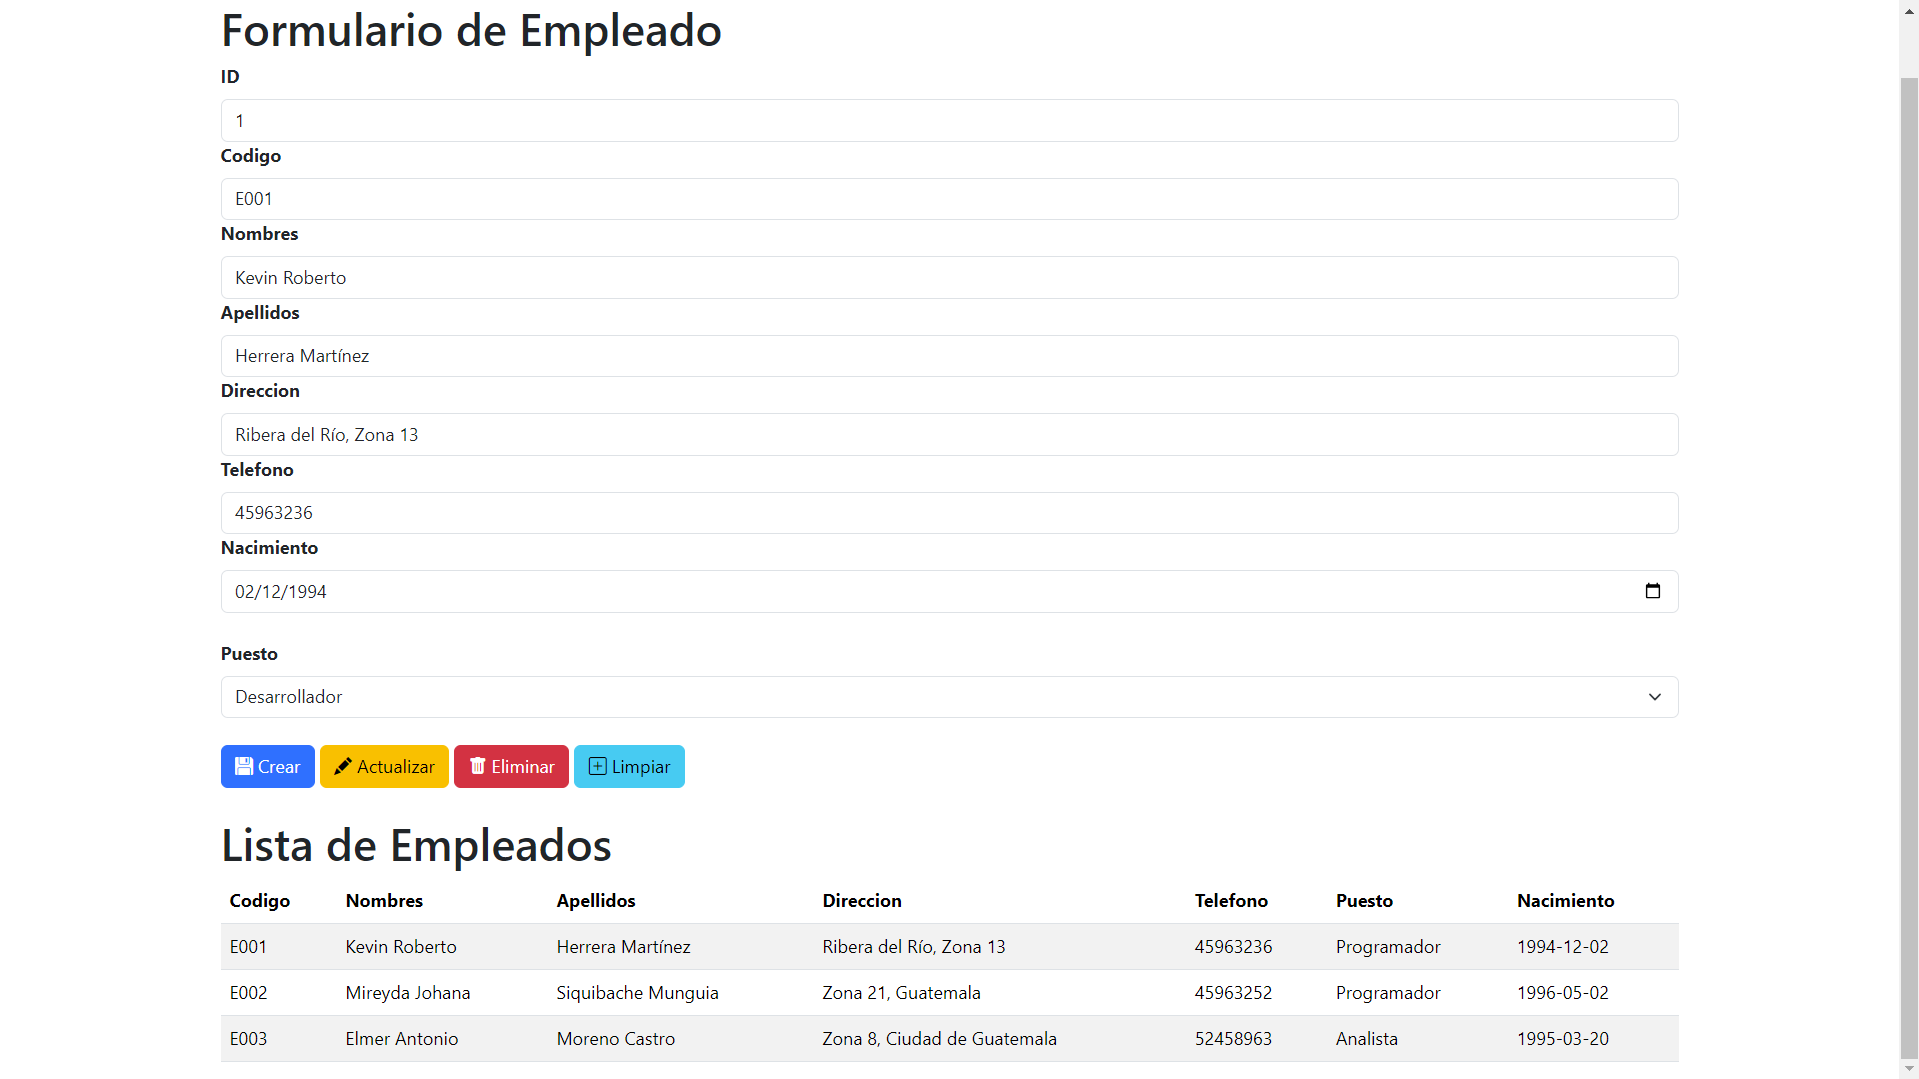 Formulario de Empleado
ID
1
Codigo
E001
Nombres
Kevin Roberto
Apellidos
Herrera Martínez
Direccion
Ribera del Río, Zona 13
Telefono
45963236
Nacimiento
02/12/1994
Puesto
Desarrollador
Crear Actualizar Eliminar Limpiar
Lista de Empleados
Codigo Nombres Apellidos Direccion Telefono Puesto Nacimiento
E001 Kevin Roberto Herrera Martínez Ribera del Río, Zona 13 45963236 Programador 1994-12-02
E002 Mireyda Johana Siquibache Munguia Zona 21, Guatemala 45963252 Programador 1996-05-02
E003 Elmer Antonio Moreno Castro Zona 8, Ciudad de Guatemala 52458963 Analista 1995-03-20